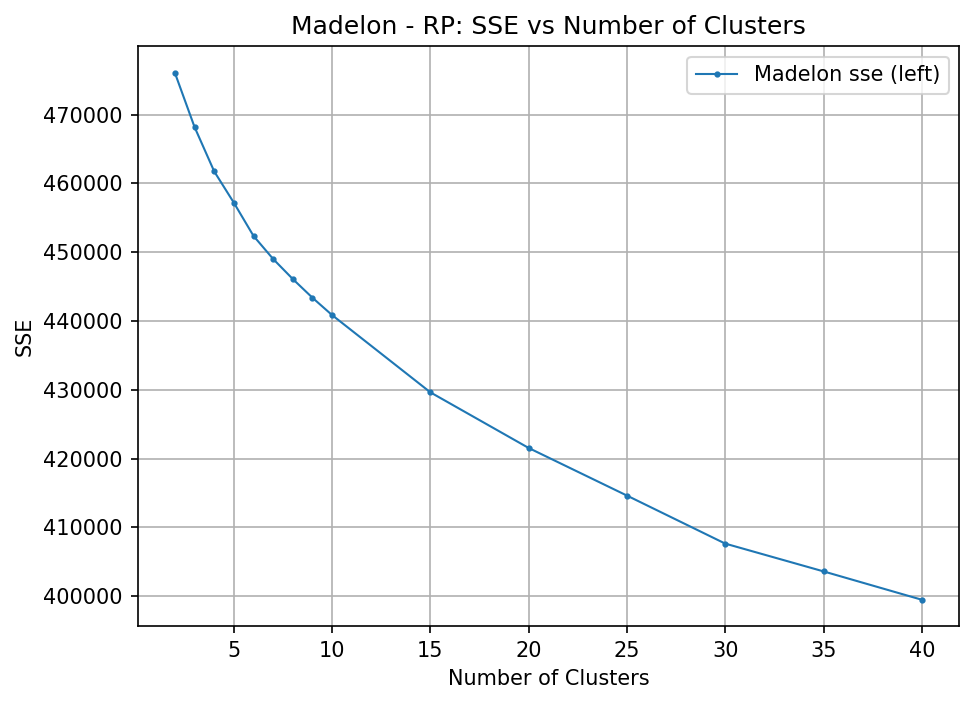 Madelon - RP: SSE vs Number of Clusters
Madelon sse (left)
SSE
470000
460000
450000
440000
430000
420000
410000
400000
5 10 15 20 25 30 35 40
Number of Clusters